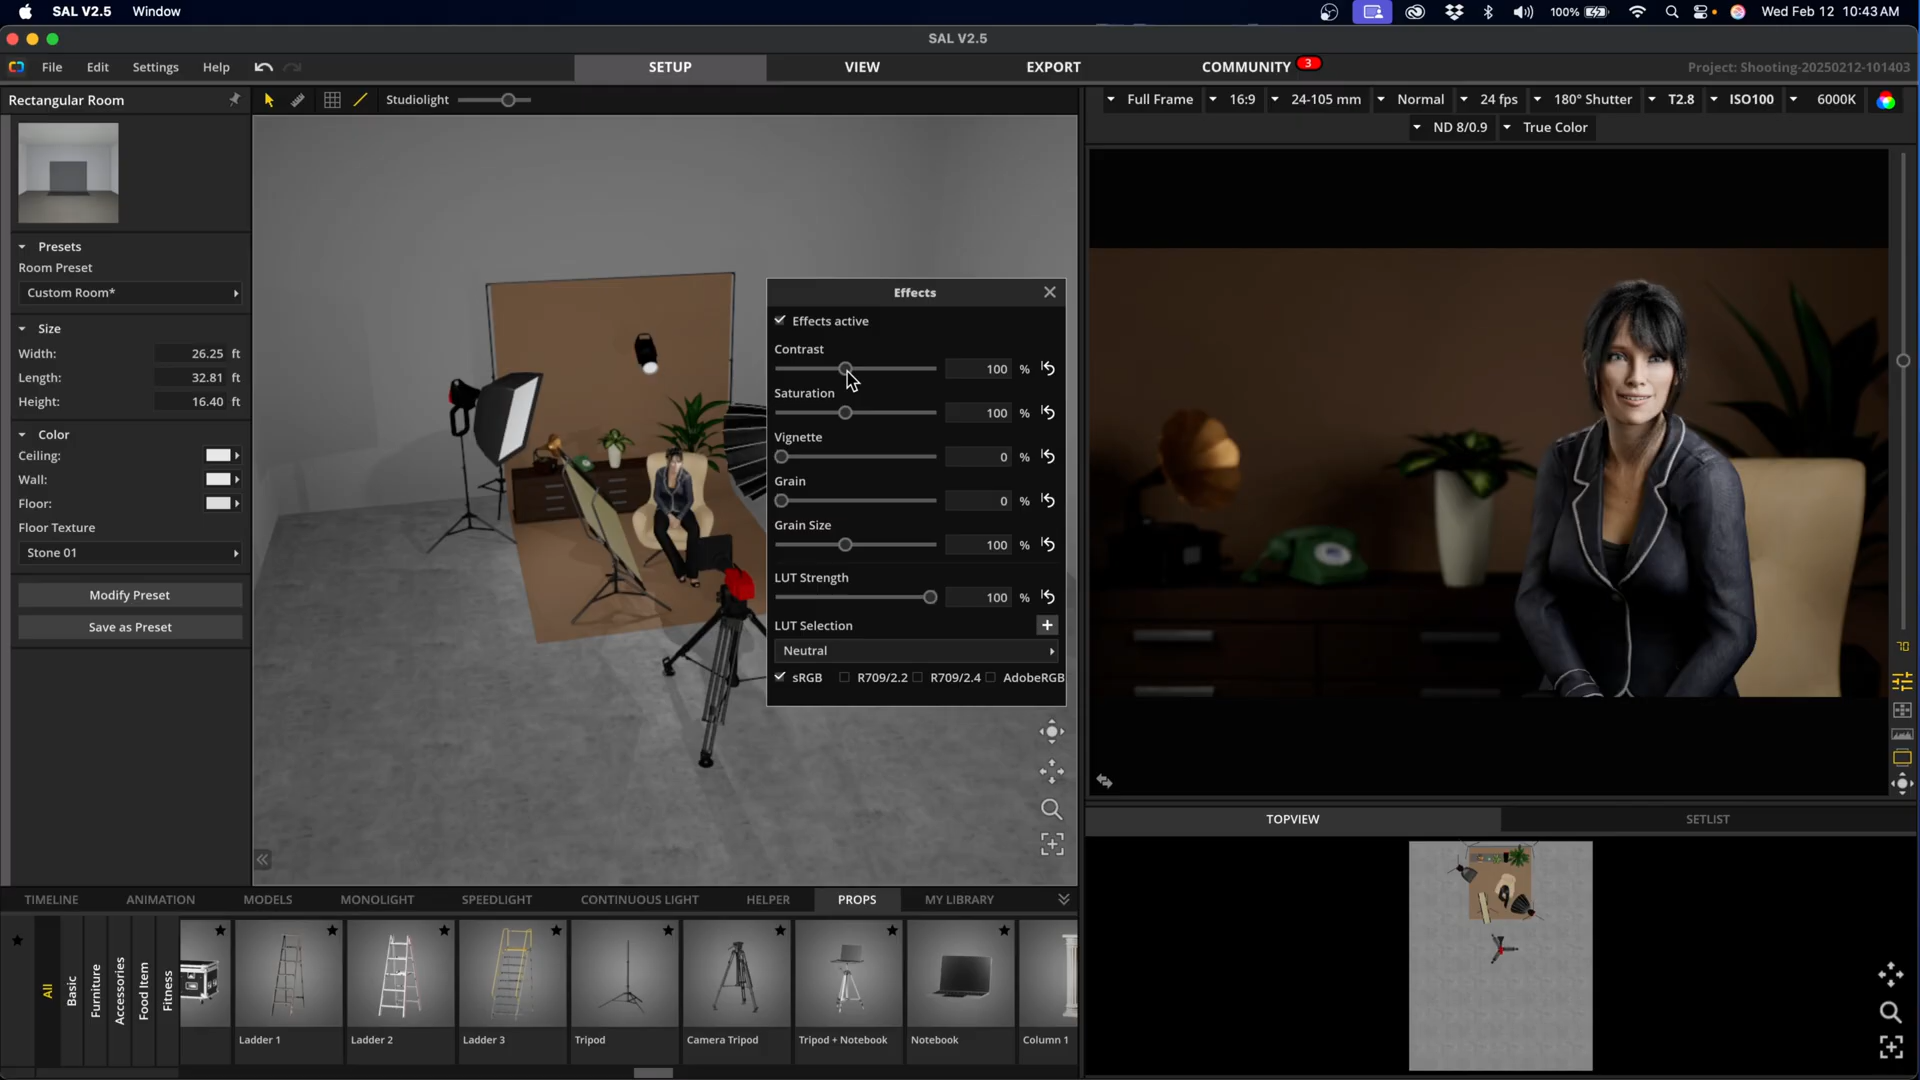 SAL V2.5 Window 100% Wed Feb 12 10:43 AM
SAL V2.5
File Edit Settings Help SETUP VIEW EXPORT COMMUNITY 3 Project: Shooting-20250212-101403
Rectangular Room Studiolight Full Frame 16:9 24-105 mm Normal 24 fps 180° Shutter T2.8 ISO100 6000K
ND 8/0.9 True Color
Presets
Room Preset
Custom Room*
Size
Width: 26.25 ft
Length: 32.81 ft
Height: 16.40 ft
Color
Ceiling:
Wall:
Floor:
Floor Texture
Stone 01
Modify Preset
Save as Preset
Effects
Effects active
Contrast
100 %
Saturation
100 %
Vignette
0 %
Grain
0 %
Grain Size
100 %
LUT Strength
100 %
LUT Selection
Neutral
sRGB R709/2.2 R709/2.4 AdobeRGB
70
TOPVIEW SETLIST
TIMELINE ANIMATION MODELS MONOLIGHT SPEEDLIGHT CONTINUOUS LIGHT HELPER PROPS MY LIBRARY
All
Basic
Furniture
Accessories
Food Item
Fitness
Ladder 1 Ladder 2 Ladder 3 Tripod Camera Tripod Tripod + Notebook Notebook Column 1